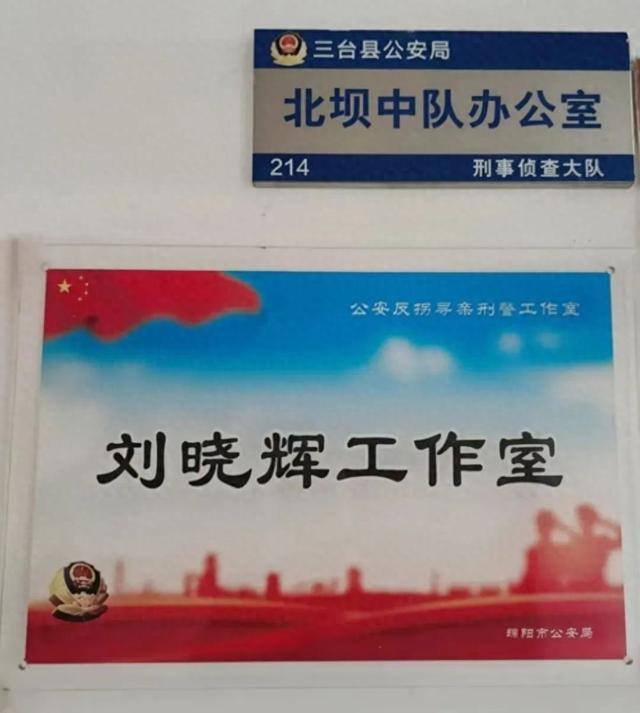 三台县公安局
北坝中队办公室
214 刑事侦查大队
公安反拐寻亲刑警工作室
刘晓辉工作室
绵阳市公安局